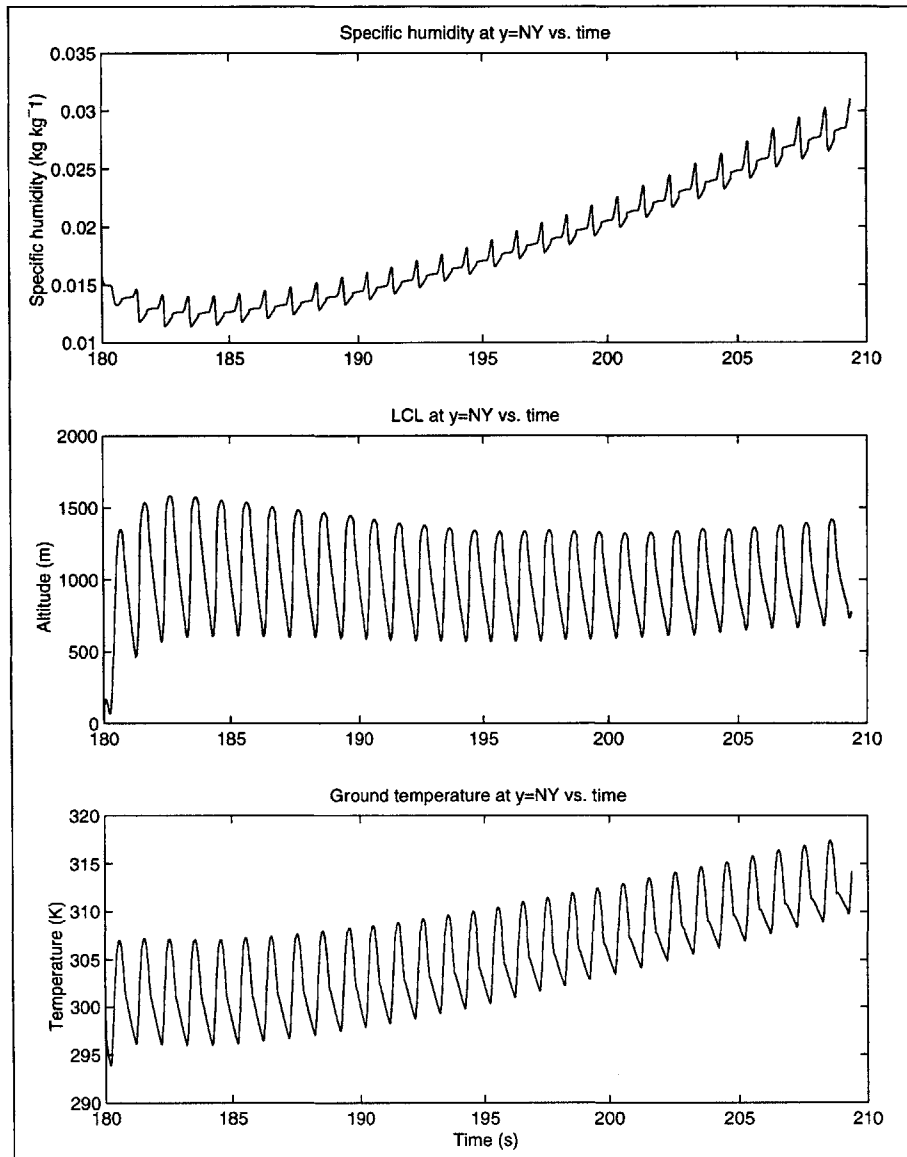 Specific humidity at y=NY vs. time
0.035
0.03
0.025
0.02
0.015
0.01
Specific humidity (kg kg^-1)
180 185 190 195 200 205 210
LCL at y=NY vs. time
2000
1500
1000
500
0
Altitude (m)
180 185 190 195 200 205 210
Ground temperature at y=NY vs. time
320
315
310
305
300
295
290
Temperature (K)
180 185 190 195 200 205 210
Time (s)